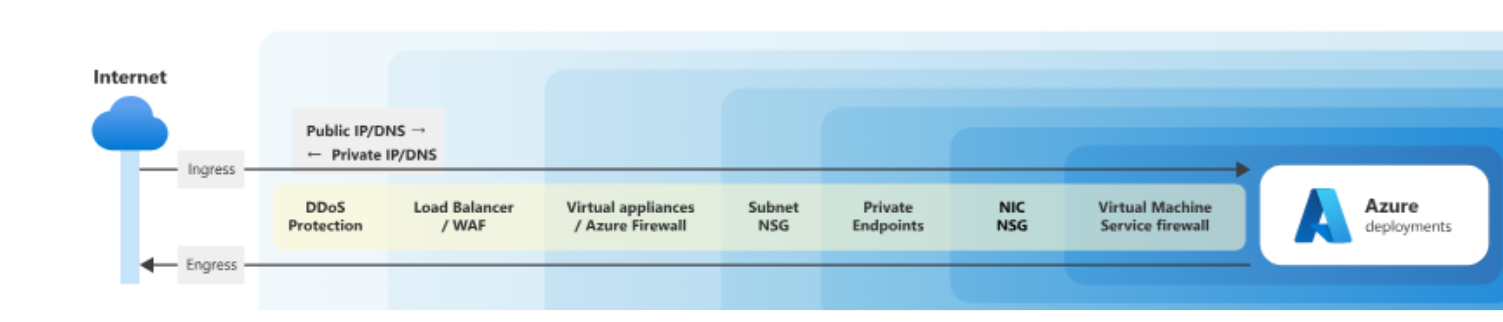 Internet
Public IP/DNS →
← Private IP/DNS
Ingress
DDoS
Protection
Load Balancer
/ WAF
Virtual appliances
/ Azure Firewall
Subnet
NSG
Private
Endpoints
NIC
NSG
Virtual Machine
Service firewall
Azure
deployments
Engress